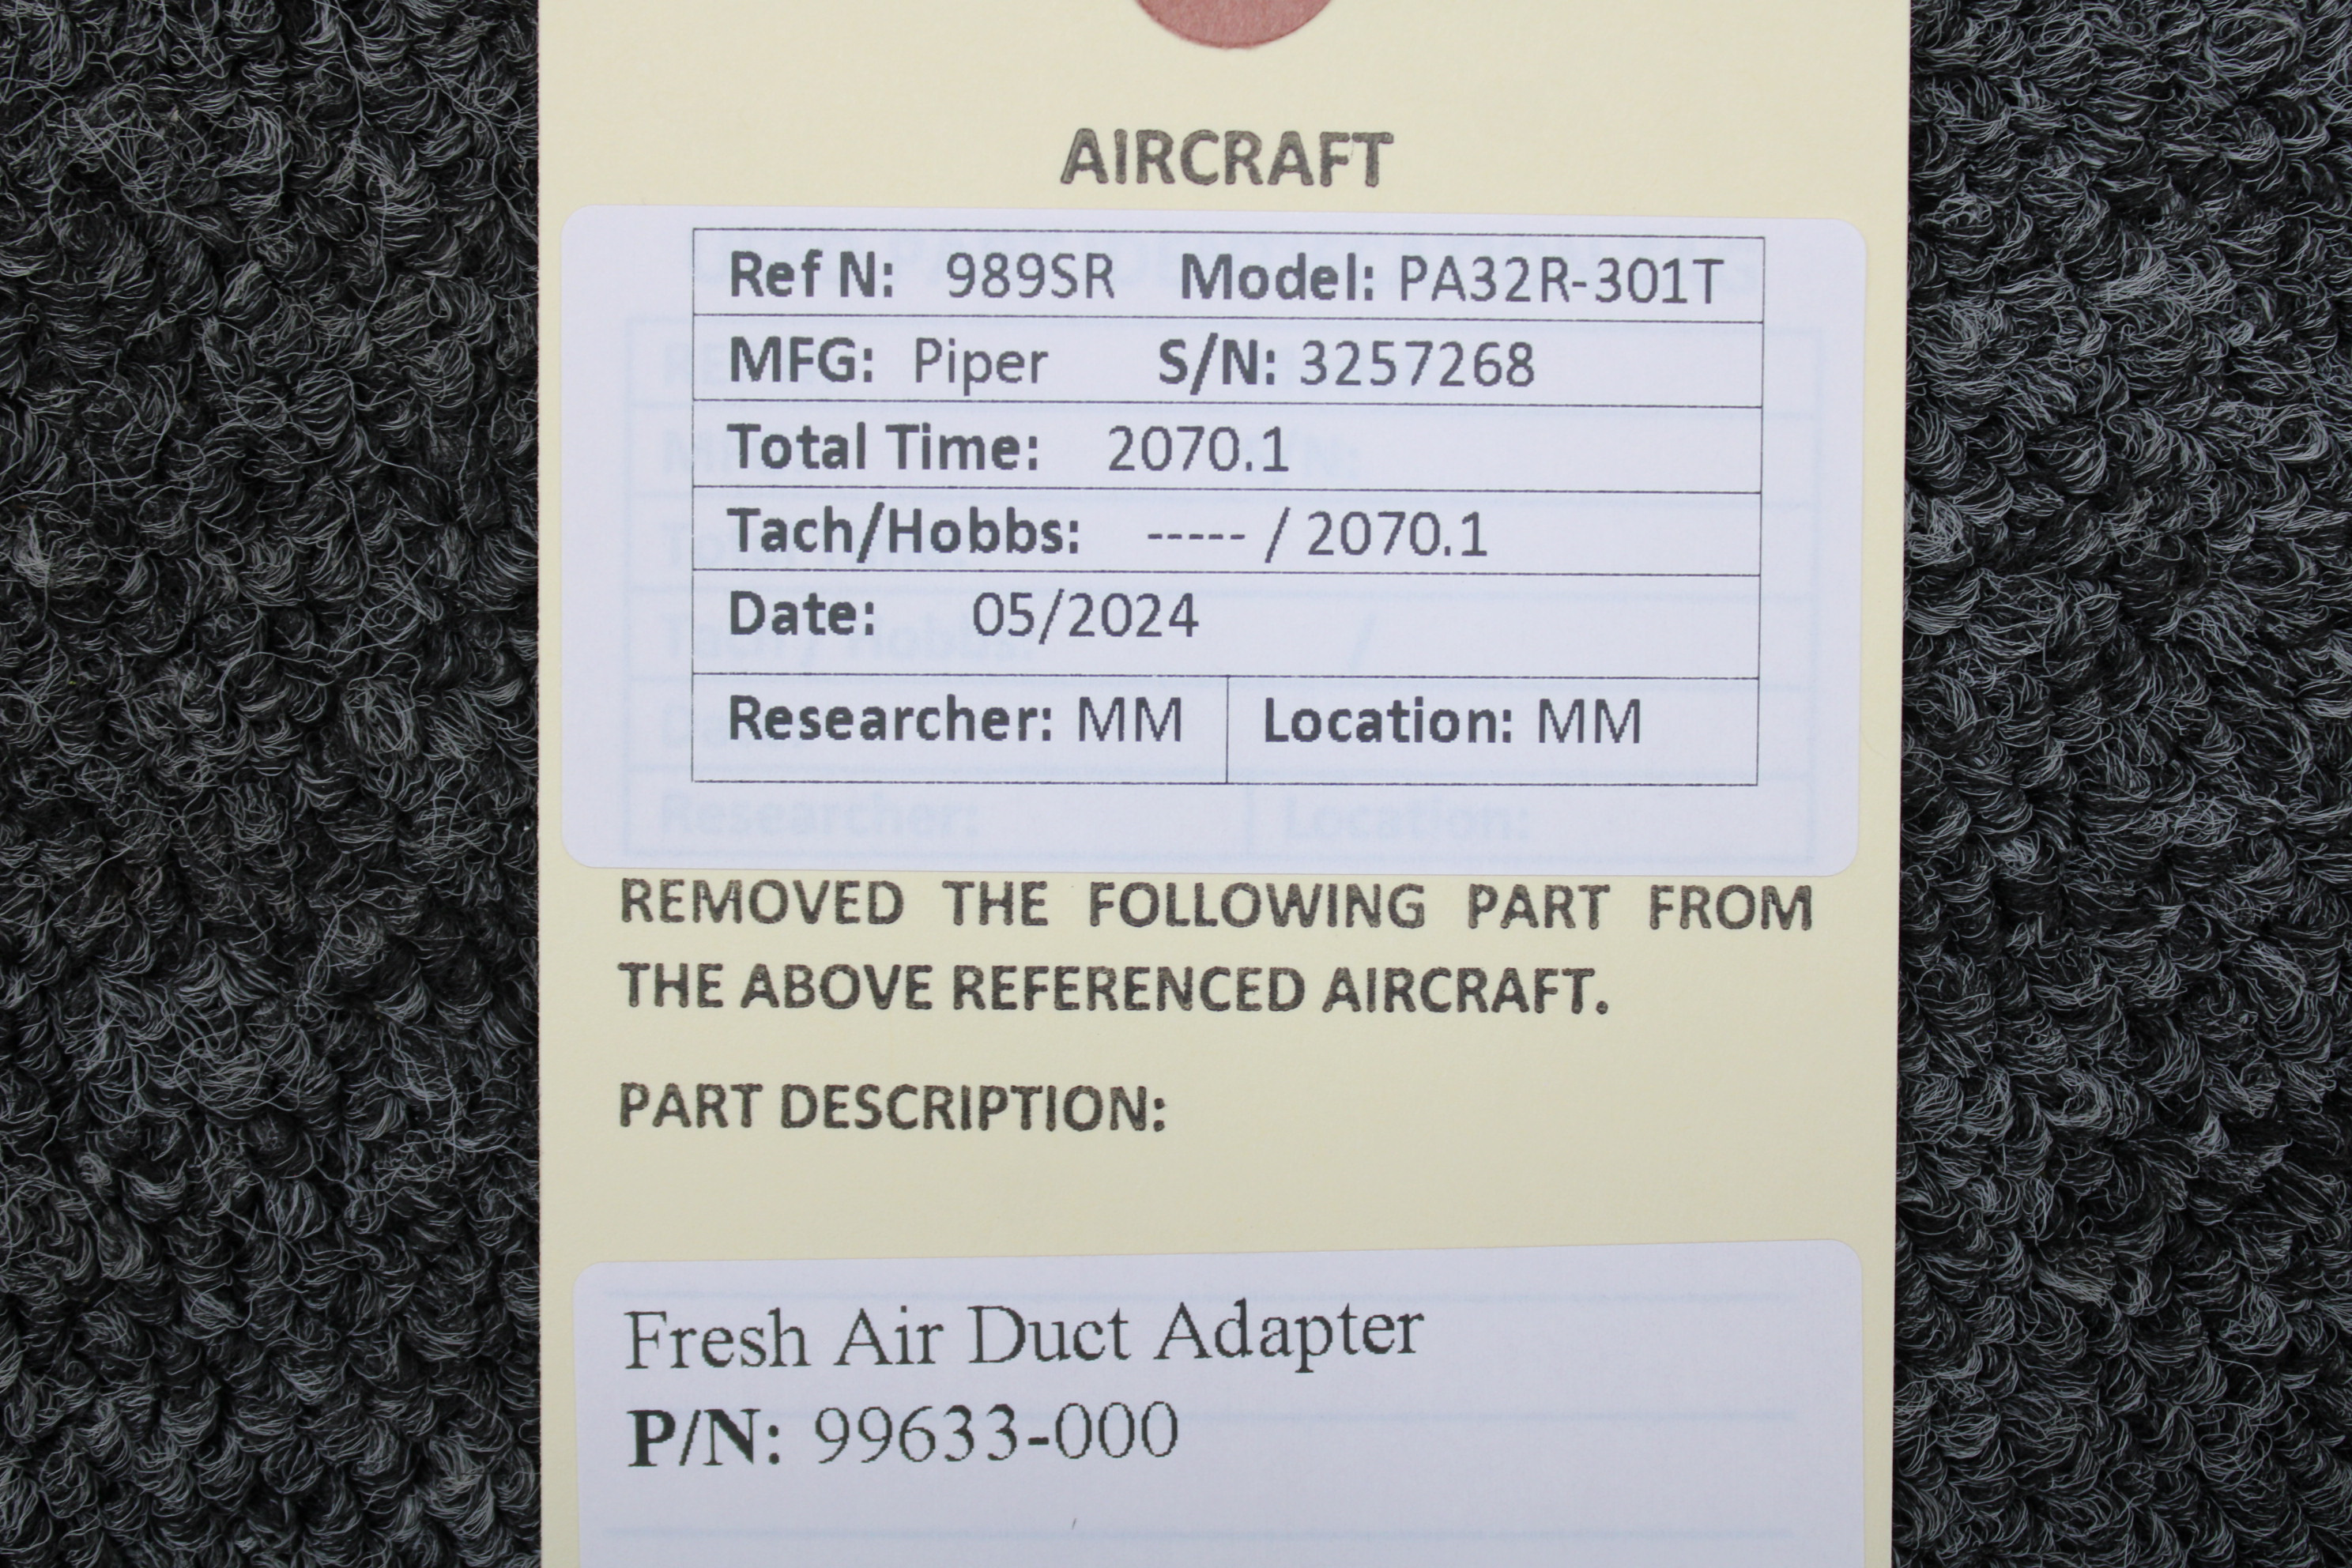 AIRCRAFT
Ref N: 989SR Model: PA32R-301T
MFG: Piper S/N: 3257268
Total Time: 2070.1
Tach/Hobbs: ----- / 2070.1
Date: 05/2024
Researcher: MM Location: MM
Researcher: Location:
REMOVED THE FOLLOWING PART FROM
THE ABOVE REFERENCED AIRCRAFT.
PART DESCRIPTION:
Fresh Air Duct Adapter
P/N: 99633-000